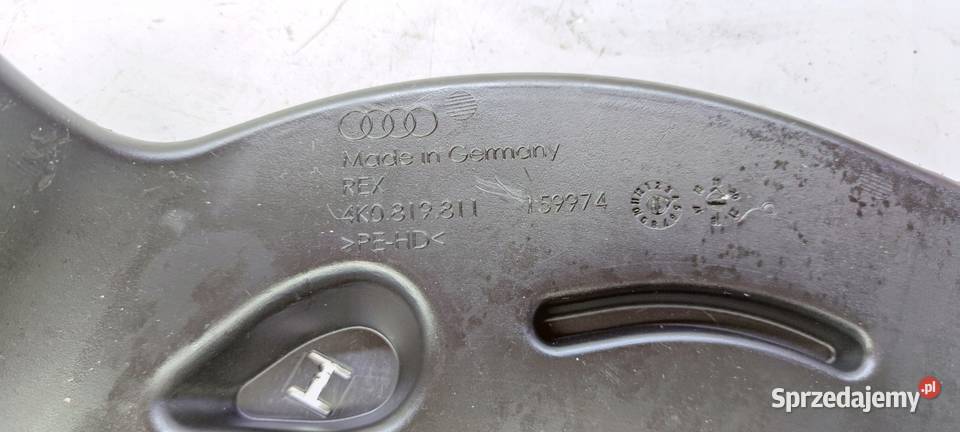 Made in Germany
REX
4K0.819.811 159974
>PE-HD<
H
Sprzedajemy.pl